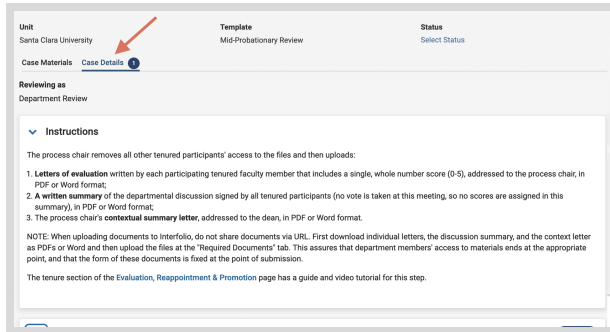 Unit
Template
Status
Santa Clara University
Mid-Probationary Review
Select Status
Case Materials
Case Details 1
Reviewing as
Department Review
Instructions
The process chair removes all other tenured participants' access to the files and then uploads:
1. Letters of evaluation written by each participating tenured faculty member that includes a single, whole number score (0-5), addressed to the process chair, in
PDF or Word format;
2. A written summary of the departmental discussion signed by all tenured participants (no vote is taken at this meeting, so no scores are assigned in this
summary), in PDF or Word format;
3. The process chair's contextual summary letter, addressed to the dean, in PDF or Word format.
NOTE: When uploading documents to Interfolio, do not share documents via URL. First download individual letters, the discussion summary, and the context letter
as PDFs or Word and then upload the files at the "Required Documents" tab. This assures that department members' access to materials ends at the appropriate
point, and that the form of these documents is fixed at the point of submission.
The tenure section of the Evaluation, Reappointment & Promotion page has a guide and video tutorial for this step.